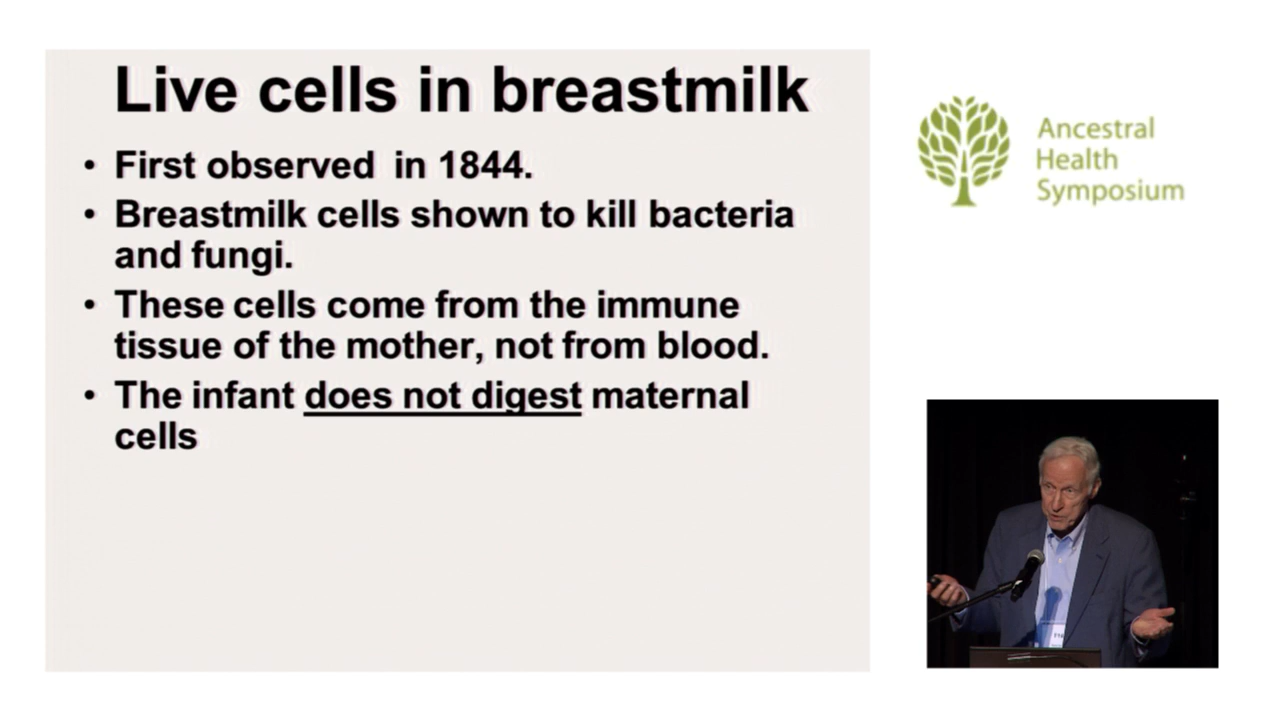 Live cells in breastmilk
• First observed in 1844.
• Breastmilk cells shown to kill bacteria
and fungi.
• These cells come from the immune
tissue of the mother, not from blood.
• The infant does not digest maternal
cells
Ancestral
Health
Symposium